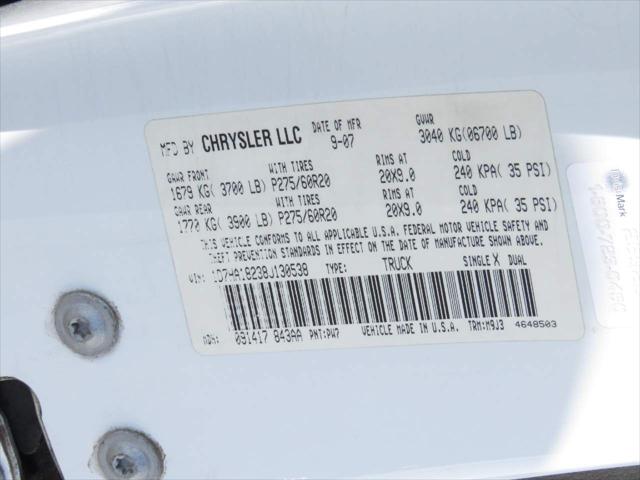 MFD BY CHRYSLER LLC DATE OF MFR GVWR
9-07 3040 KG(06700 LB)
GAWR FRONT WITH TIRES RIMS AT COLD
1679 KG( 3700 LB) P275/60R20 20X9.0 240 KPA( 35 PSI)
GAWR REAR WITH TIRES RIMS AT COLD
1770 KG( 3900 LB) P275/60R20 20X9.0 240 KPA( 35 PSI)
THIS VEHICLE CONFORMS TO ALL APPLICABLE U.S.A. FEDERAL MOTOR VEHICLE SAFETY AND
THEFT PREVENTION STANDARDS IN EFFECT ON THE DATE OF MANUFACTURE SHOWN ABOVE.
VIN: 1D7HA18238J130538 TYPE: TRUCK SINGLE X DUAL
MDH: 091417 843AA PNT:PW7 VEHICLE MADE IN U.S.A. TRM:M9J3 4648503
Mark